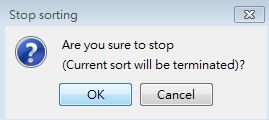 Stop sorting
Are you sure to stop
(Current sort will be terminated)?
OK
Cancel